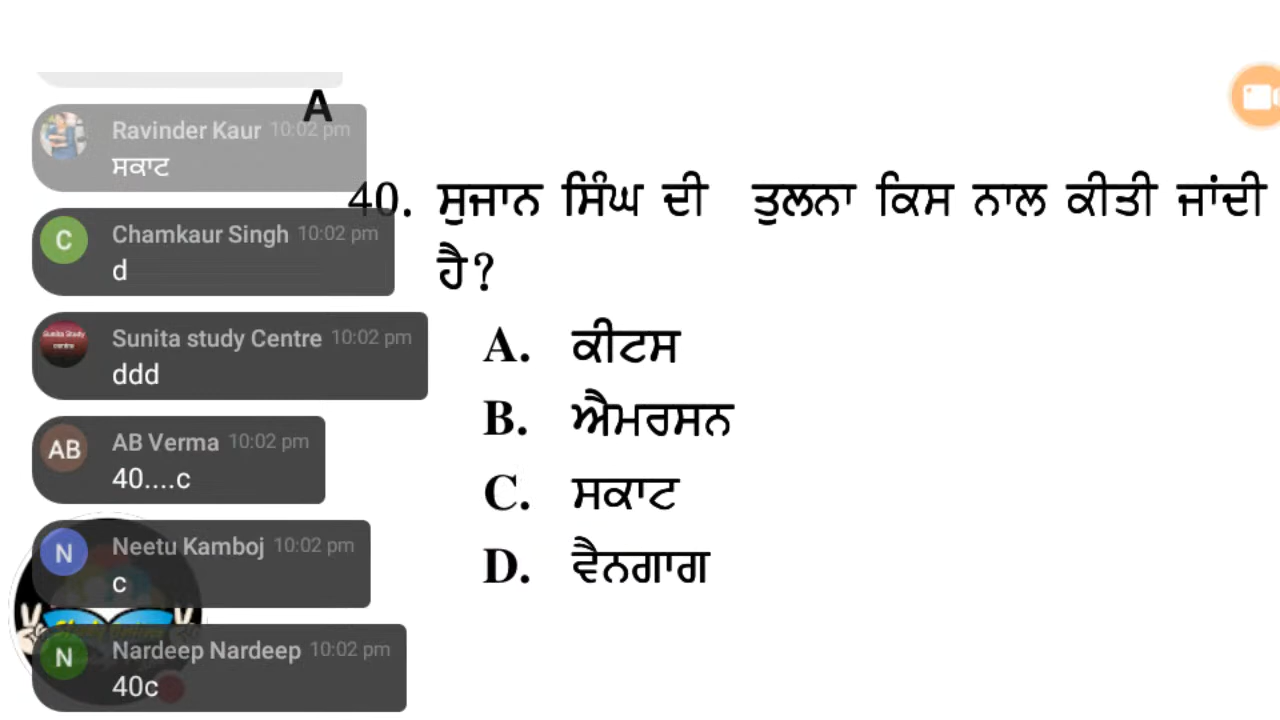 A
Ravinder Kaur 10:02 pm
ਸਕਾਟ
Chamkaur Singh 10:02 pm
d
Sunita study Centre 10:02 pm
ddd
AB Verma 10:02 pm
40....c
Neetu Kamboj 10:02 pm
c
Nardeep Nardeep 10:02 pm
40c
40. ਸੁਜਾਨ ਸਿੰਘ ਦੀ ਤੁਲਨਾ ਕਿਸ ਨਾਲ ਕੀਤੀ ਜਾਂਦੀ
ਹੈ?
A. ਕੀਟਸ
B. ਐਮਰਸਨ
C. ਸਕਾਟ
D. ਵੈਨਗਾਗ
C
AB
N
N